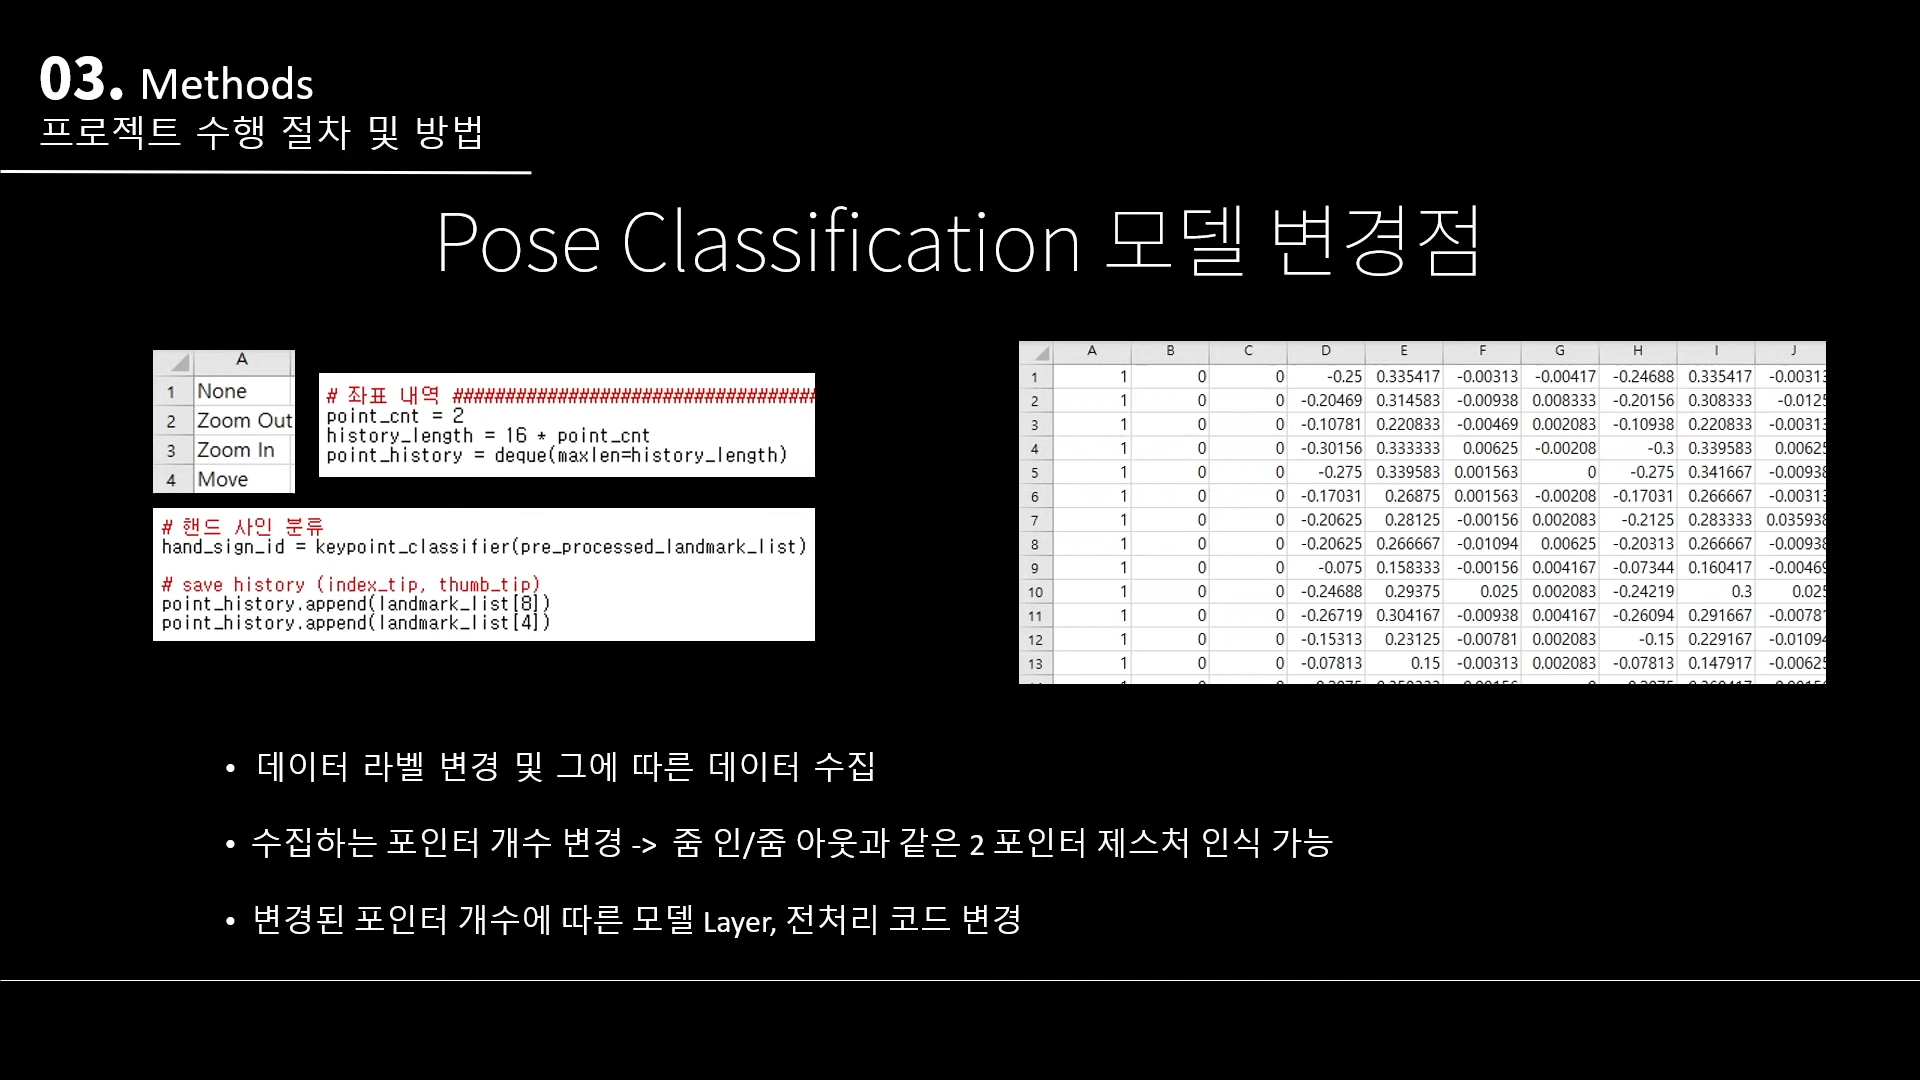 03. Methods
프로젝트 수행 절차 및 방법
Pose Classification 모델 변경점
A
1 None
2 Zoom Out
3 Zoom In
4 Move
# 좌표 내역 ###################################
point_cnt = 2
history_length = 16 * point_cnt
point_history = deque(maxlen=history_length)
# 핸드 사인 분류
hand_sign_id = keypoint_classifier(pre_processed_landmark_list)
# save history (index_tip, thumb_tip)
point_history.append(landmark_list[8])
point_history.append(landmark_list[4])
A B C D E F G H I J
1 1 0 0 -0.25 0.335417 -0.00313 -0.00417 -0.24688 0.335417 -0.00313
2 1 0 0 -0.20469 0.314583 -0.00938 0.008333 -0.20156 0.308333 -0.0125
3 1 0 0 -0.10781 0.220833 -0.00469 0.002083 -0.10938 0.220833 -0.00313
4 1 0 0 -0.30156 0.333333 0.00625 -0.00208 -0.3 0.339583 0.00625
5 1 0 0 -0.275 0.339583 0.001563 0 -0.275 0.341667 -0.00938
6 1 0 0 -0.17031 0.26875 0.001563 -0.00208 -0.17031 0.266667 -0.00313
7 1 0 0 -0.20625 0.28125 -0.00156 0.002083 -0.2125 0.283333 0.035938
8 1 0 0 -0.20625 0.266667 -0.01094 0.00625 -0.20313 0.266667 -0.00938
9 1 0 0 -0.075 0.158333 -0.00156 0.004167 -0.07344 0.160417 -0.00469
10 1 0 0 -0.24688 0.29375 0.025 0.002083 -0.24219 0.3 0.025
11 1 0 0 -0.26719 0.304167 -0.00938 0.004167 -0.26094 0.291667 -0.00781
12 1 0 0 -0.15313 0.23125 -0.00781 0.002083 -0.15 0.229167 -0.01094
13 1 0 0 -0.07813 0.15 -0.00313 0.002083 -0.07813 0.147917 -0.00625
• 데이터 라벨 변경 및 그에 따른 데이터 수집
• 수집하는 포인터 개수 변경 -> 줌 인/줌 아웃과 같은 2 포인터 제스처 인식 가능
• 변경된 포인터 개수에 따른 모델 Layer, 전처리 코드 변경